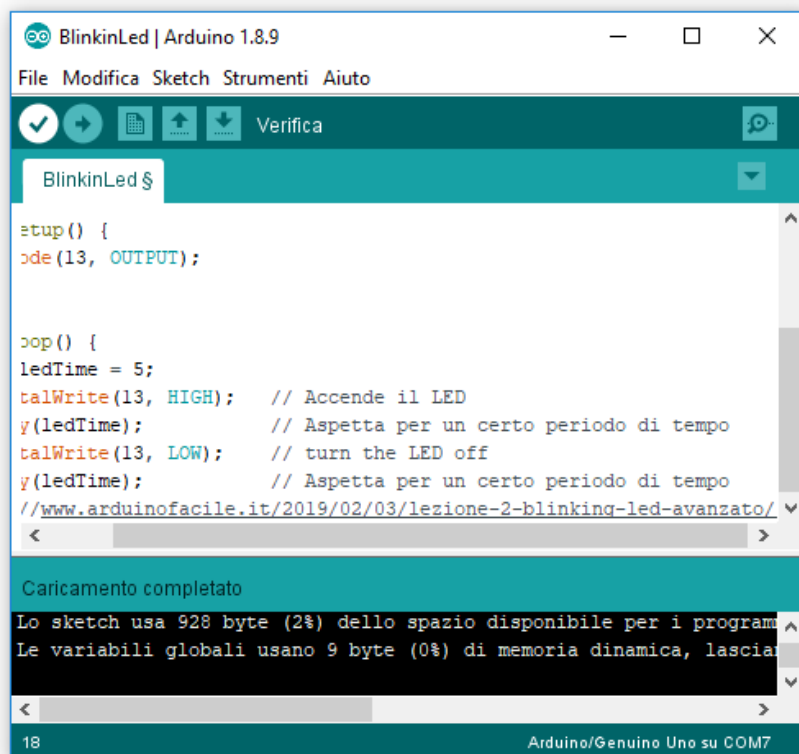 BlinkinLed | Arduino 1.8.9
File Modifica Sketch Strumenti Aiuto
Verifica
BlinkinLed §
etup() {
ode(13, OUTPUT);
oop() {
ledTime = 5;
talWrite(13, HIGH); // Accende il LED
y(ledTime); // Aspetta per un certo periodo di tempo
talWrite(13, LOW); // turn the LED off
y(ledTime); // Aspetta per un certo periodo di tempo
//www.arduinofacile.it/2019/02/03/lezione-2-blinking-led-avanzato/
Caricamento completato
Lo sketch usa 928 byte (2%) dello spazio disponibile per i program
Le variabili globali usano 9 byte (0%) di memoria dinamica, lascia
18
Arduino/Genuino Uno su COM7